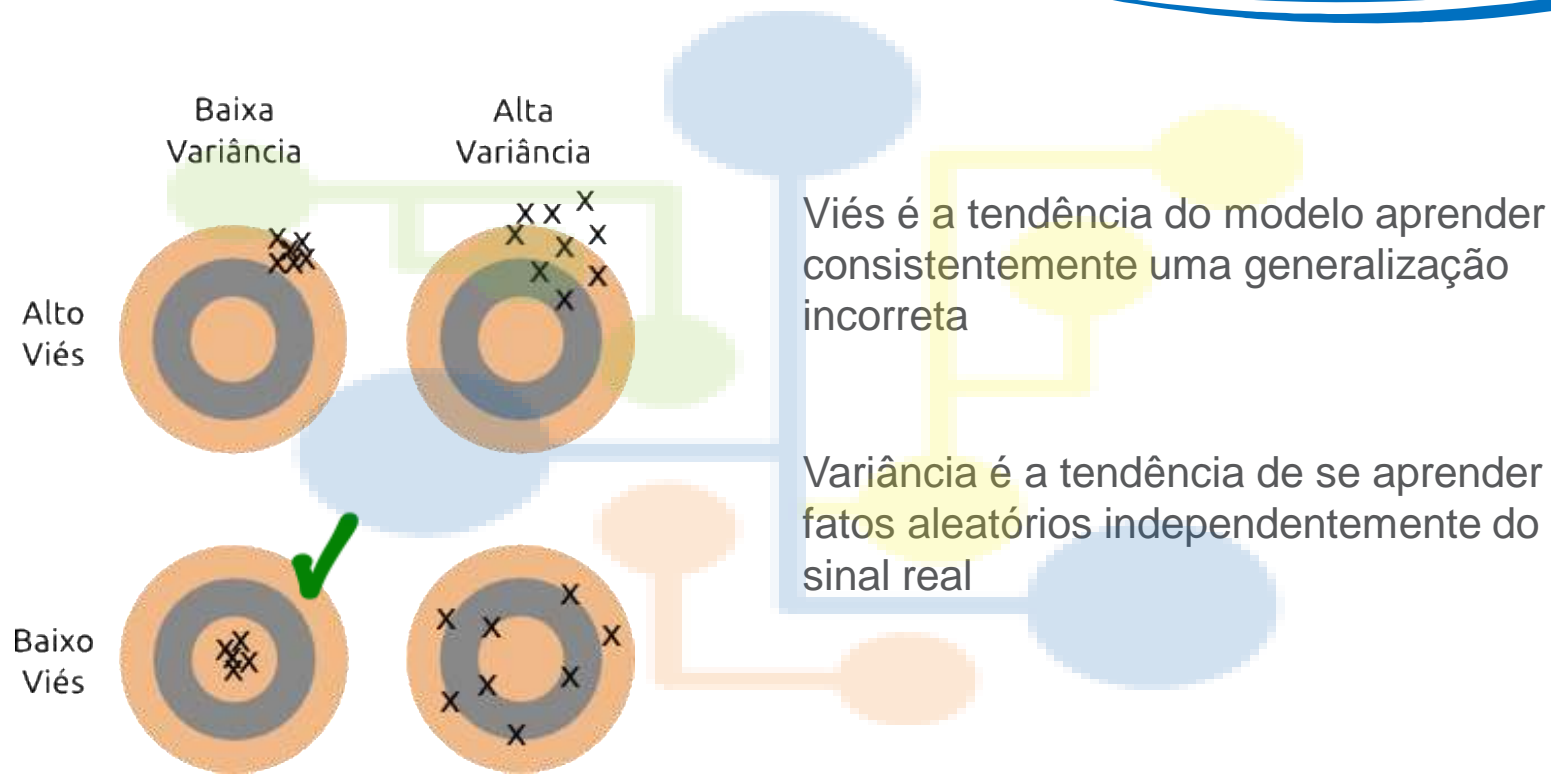 Baixa
Variância
Alta
Variância
Alto
Viés
Baixo
Viés
Viés é a tendência do modelo aprender
consistentemente uma generalização
incorreta
Variância é a tendência de se aprender
fatos aleatórios independentemente do
sinal real